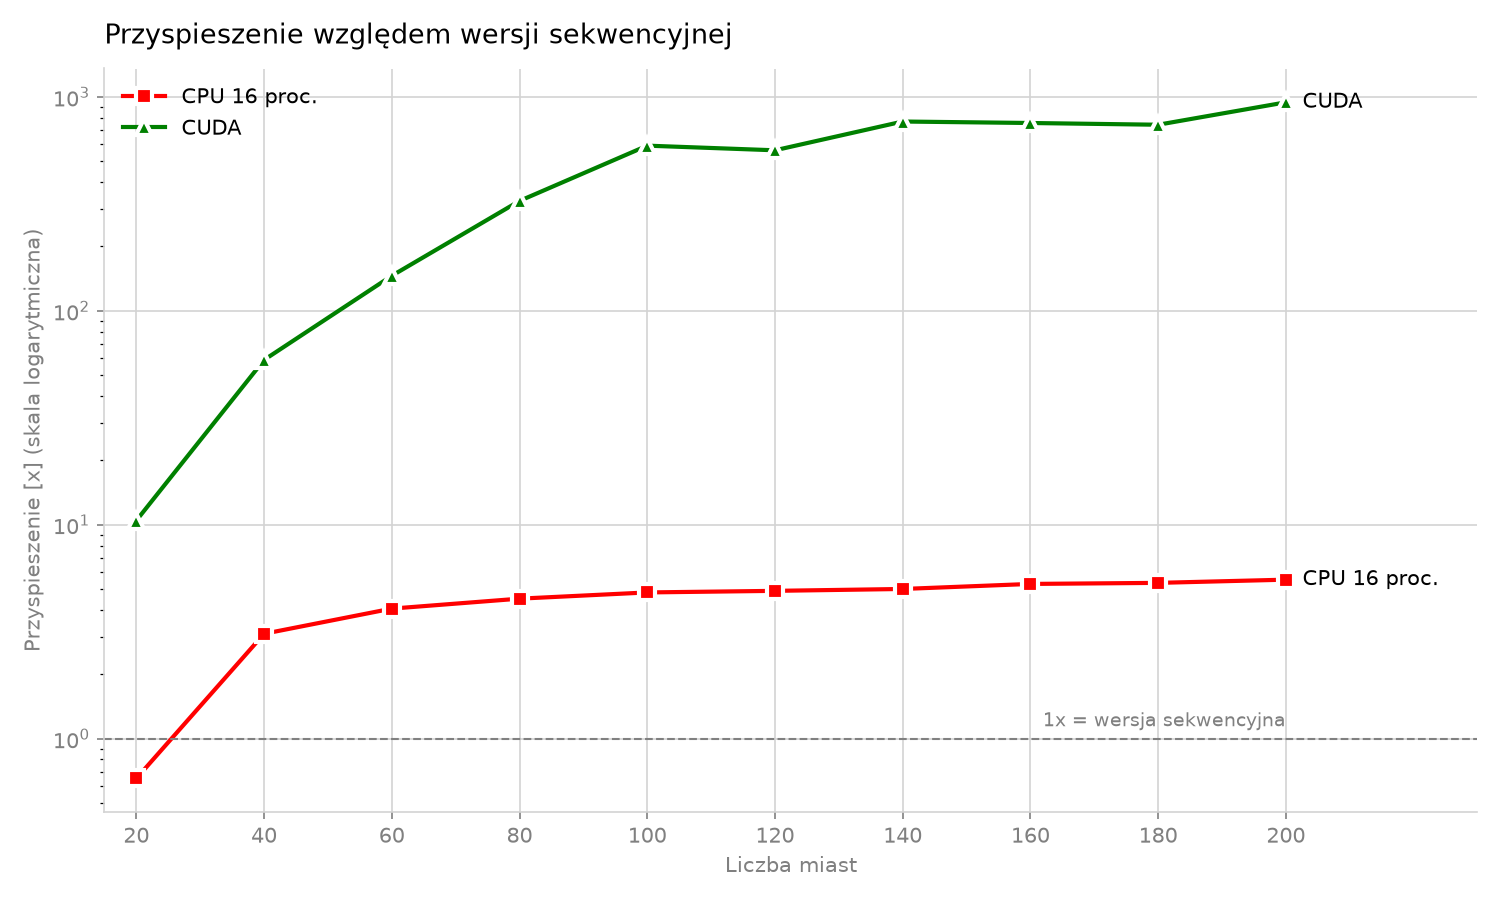 Przyspieszenie względem wersji sekwencyjnej
CPU 16 proc.
CUDA
CUDA
CPU 16 proc.
1x = wersja sekwencyjna
Przyspieszenie [x] (skala logarytmiczna)
10³
10²
10¹
10⁰
20 40 60 80 100 120 140 160 180 200
Liczba miast